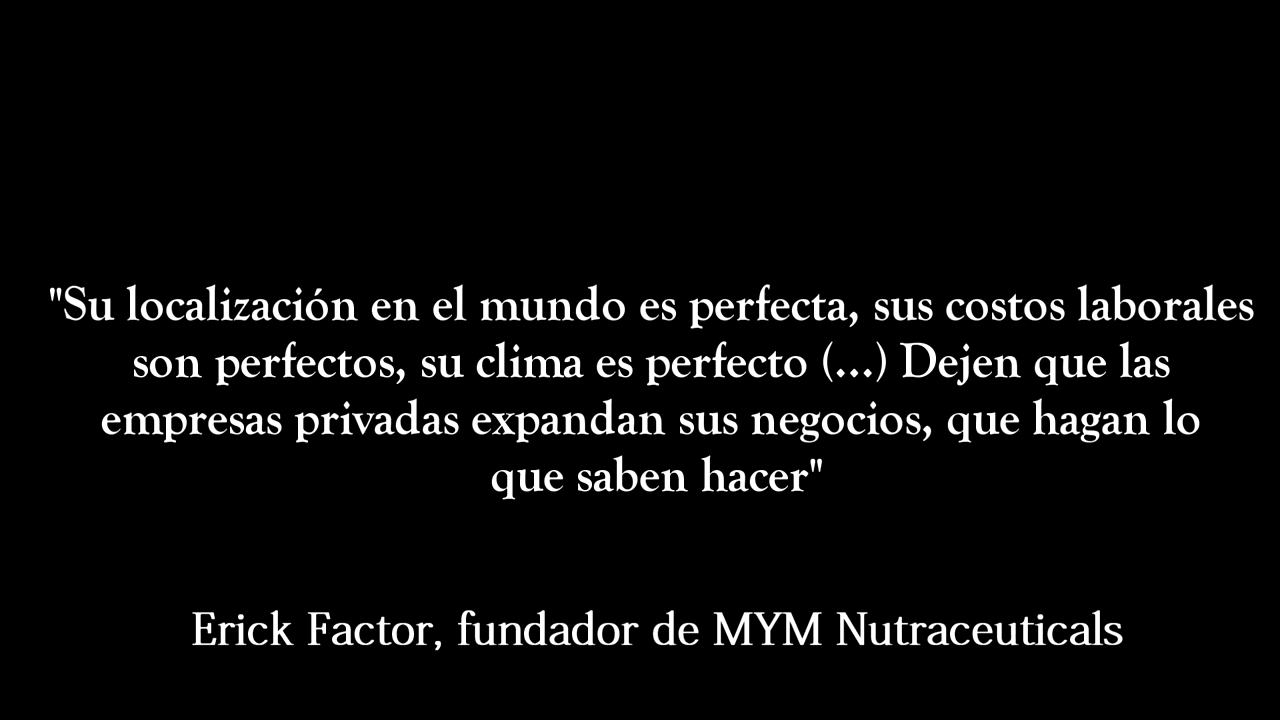 "Su localización en el mundo es perfecta, sus costos laborales
son perfectos, su clima es perfecto (...) Dejen que las
empresas privadas expandan sus negocios, que hagan lo
que saben hacer"
Erick Factor, fundador de MYM Nutraceuticals